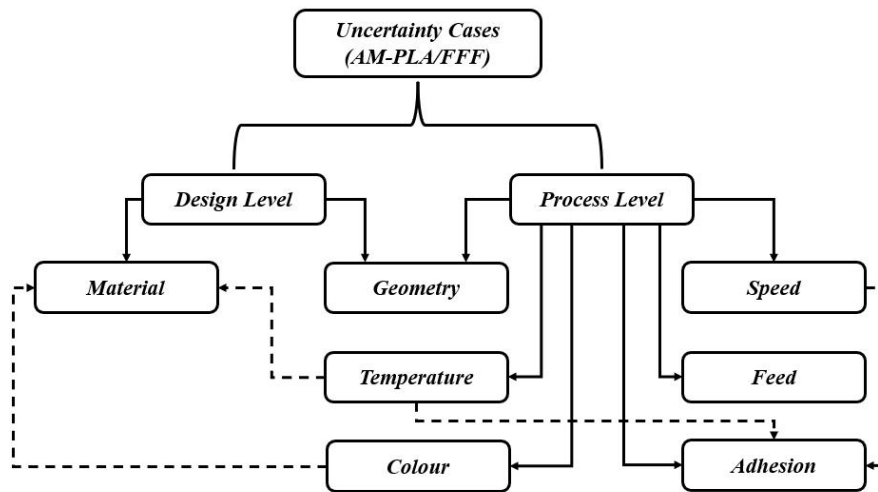 Uncertainty Cases
(AM-PLA/FFF)
Design Level
Process Level
Material
Geometry
Speed
Temperature
Feed
Colour
Adhesion